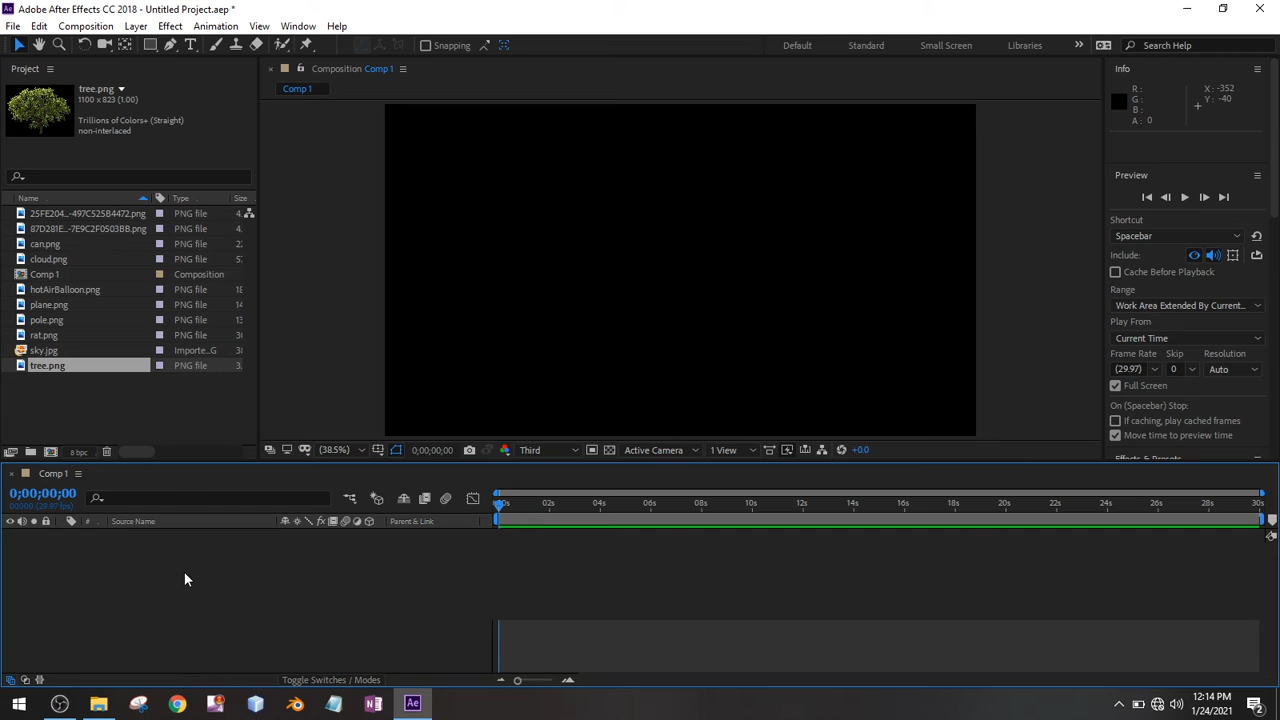 Adobe After Effects CC 2018 - Untitled Project.aep *
File Edit Composition Layer Effect Animation View Window Help
Snapping Default Standard Small Screen Libraries Search Help
Project
tree.png
1100 x 823 (1.00)
Trillions of Colors+ (Straight)
non-interlaced
Name Type Size
25FE204...-497C525B4472.png PNG file 4.
87D281E...-7E9C2F0503BB.png PNG file 4.
can.png PNG file 22
cloud.png PNG file 57
Comp 1 Composition
hotAirBalloon.png PNG file 18
plane.png PNG file 14
pole.png PNG file 13
rat.png PNG file
sky.jpg Importe...G 38
tree.png PNG file 3.
8 bpc
Composition Comp 1
Comp 1
(38.5%) 0;00;00;00 Third Active Camera 1 View +0.0
Info
R: X: -352
G: Y: -40
B:
A: 0
Preview
Shortcut
Spacebar
Include:
Cache Before Playback
Range
Work Area Extended By Current...
Play From
Current Time
Frame Rate Skip Resolution
(29.97) 0 Auto
Full Screen
On (Spacebar) Stop:
If caching, play cached frames
Move time to preview time
Effects & Presets
Comp 1
0;00;00;00
00000 (29.97 fps)
# Source Name Parent & Link
:00s 02s 04s 06s 08s 10s 12s 14s 16s 18s 20s 22s 24s 26s 28s 30s
Toggle Switches / Modes
12:14 PM
1/24/2021
2